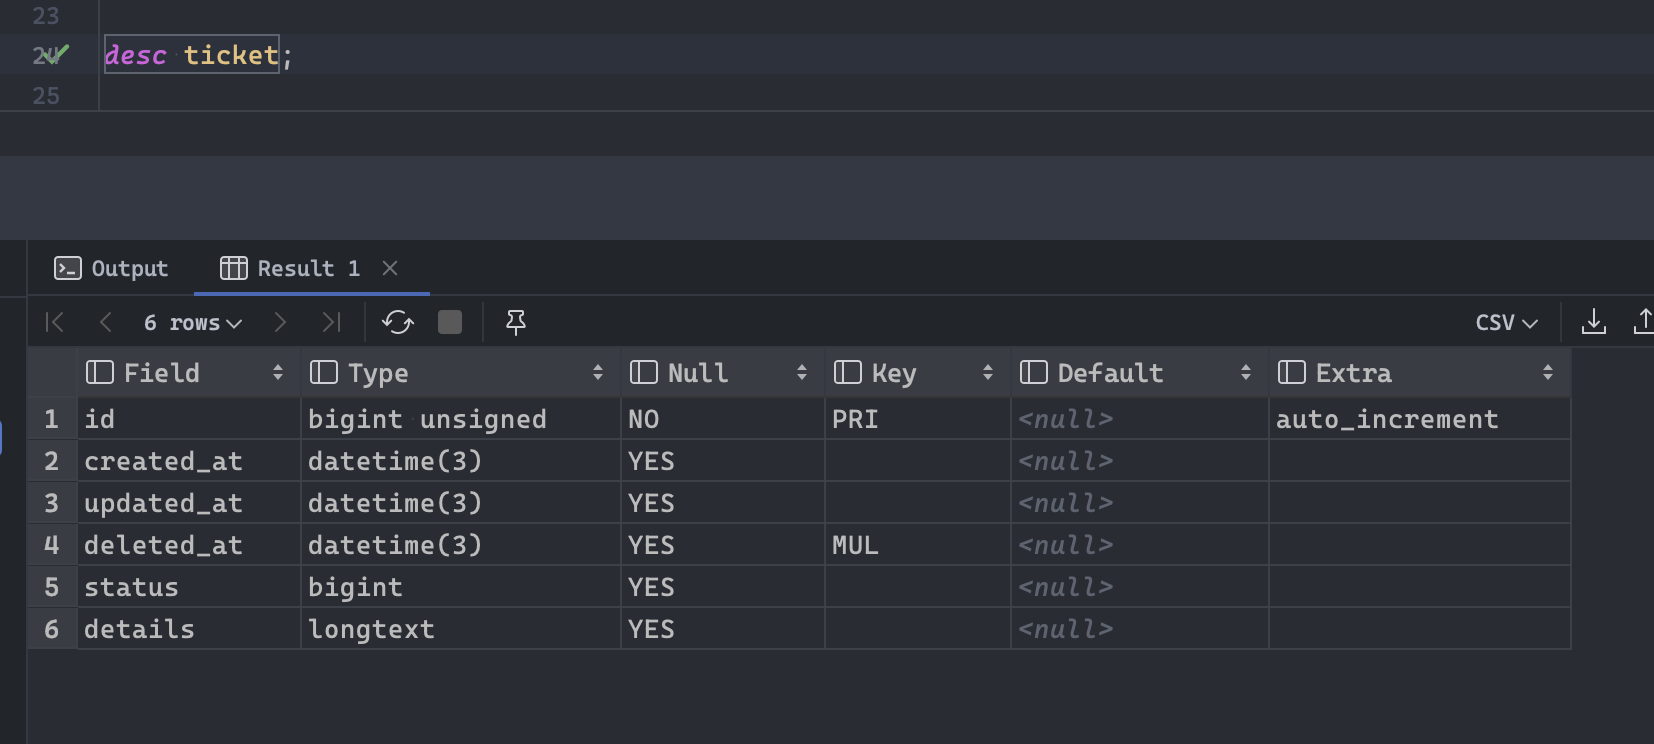 23
24 desc ticket;
25
Output Result 1
6 rows CSV
Field Type Null Key Default Extra
1 id bigint unsigned NO PRI <null> auto_increment
2 created_at datetime(3) YES <null>
3 updated_at datetime(3) YES <null>
4 deleted_at datetime(3) YES MUL <null>
5 status bigint YES <null>
6 details longtext YES <null>